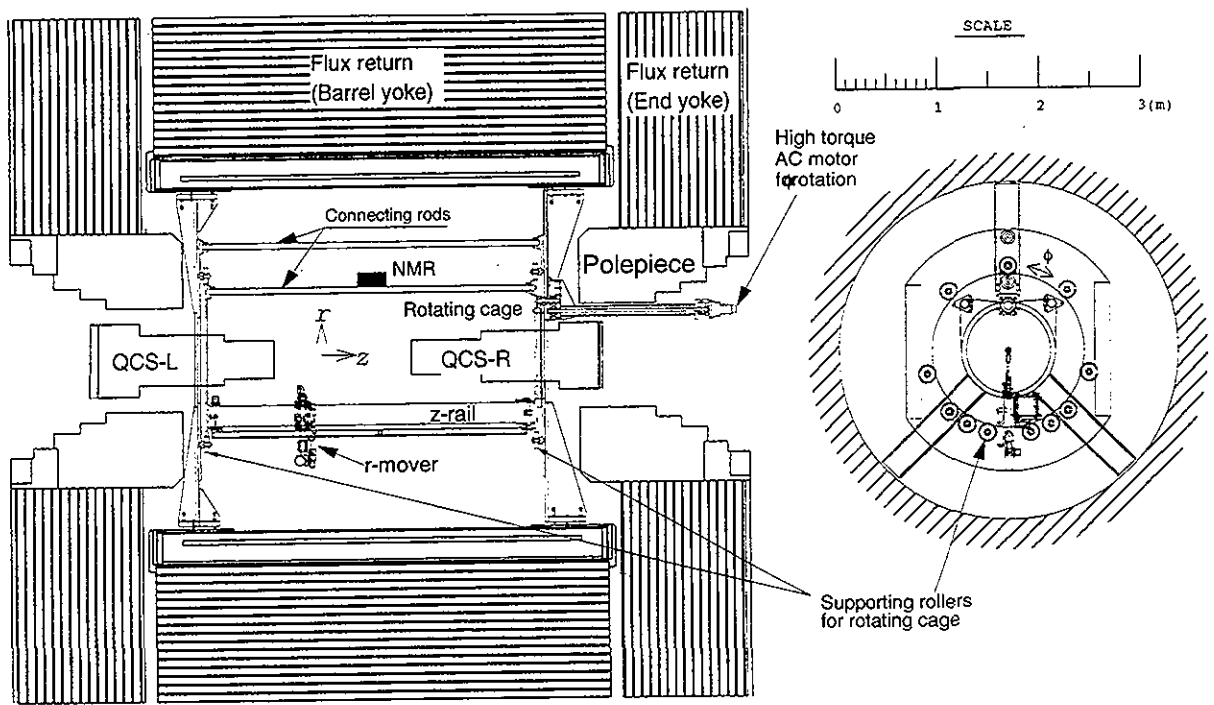 Flux return
(Barrel yoke)
Flux return
(End yoke)
SCALE
0 1 2 3(m)
High torque
AC motor
for ϕ rotation
Connecting rods
NMR
Polepiece
Rotating cage
r
z
QCS-L
QCS-R
ϕ
z-rail
r-mover
Supporting rollers
for rotating cage